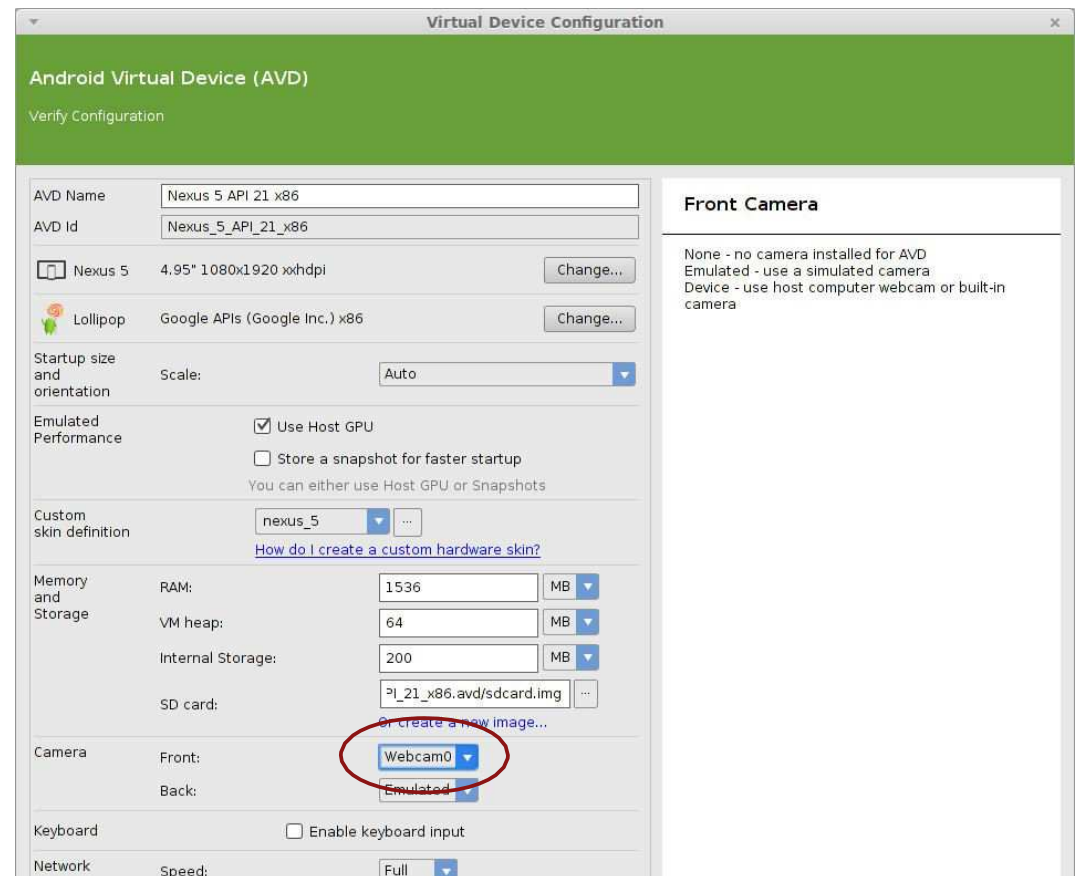 Virtual Device Configuration
Android Virtual Device (AVD)
Verify Configuration
AVD Name Nexus 5 API 21 x86
AVD Id Nexus_5_API_21_x86
Nexus 5 4.95" 1080x1920 xxhdpi Change...
Lollipop Google APIs (Google Inc.) x86 Change...
Startup size
and
orientation
Scale: Auto
Emulated
Performance
Use Host GPU
Store a snapshot for faster startup
You can either use Host GPU or Snapshots
Custom
skin definition
nexus_5 ...
How do I create a custom hardware skin?
Memory
and
Storage
RAM: 1536 MB
VM heap: 64 MB
Internal Storage: 200 MB
SD card: PI_21_x86.avd/sdcard.img ...
Or create a new image...
Camera Front: Webcam0
Back: Emulated
Keyboard Enable keyboard input
Network Speed: Full
Front Camera
None - no camera installed for AVD
Emulated - use a simulated camera
Device - use host computer webcam or built-in
camera